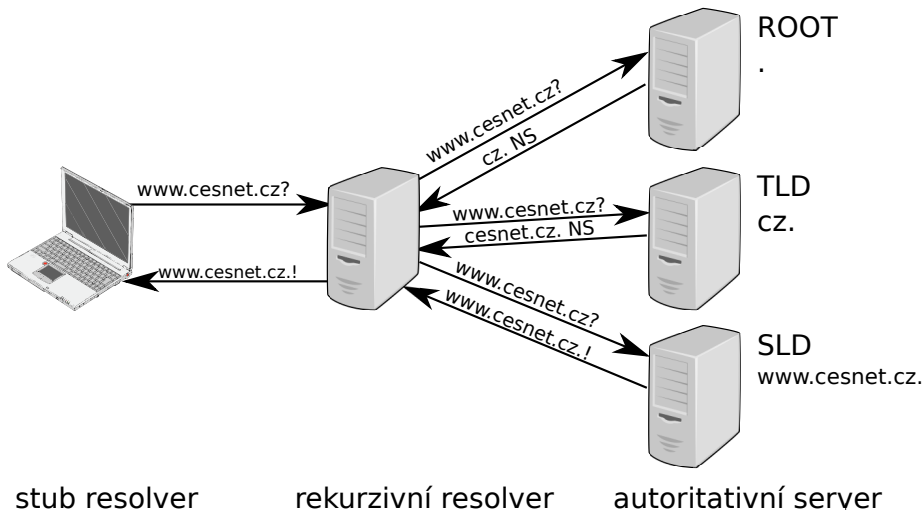 ROOT
.
www.cesnet.cz?
cz. NS
www.cesnet.cz?
TLD
cz.
www.cesnet.cz?
cesnet.cz. NS
www.cesnet.cz.!
www.cesnet.cz?
www.cesnet.cz.!
SLD
www.cesnet.cz.
stub resolver
rekurzivní resolver
autoritativní server